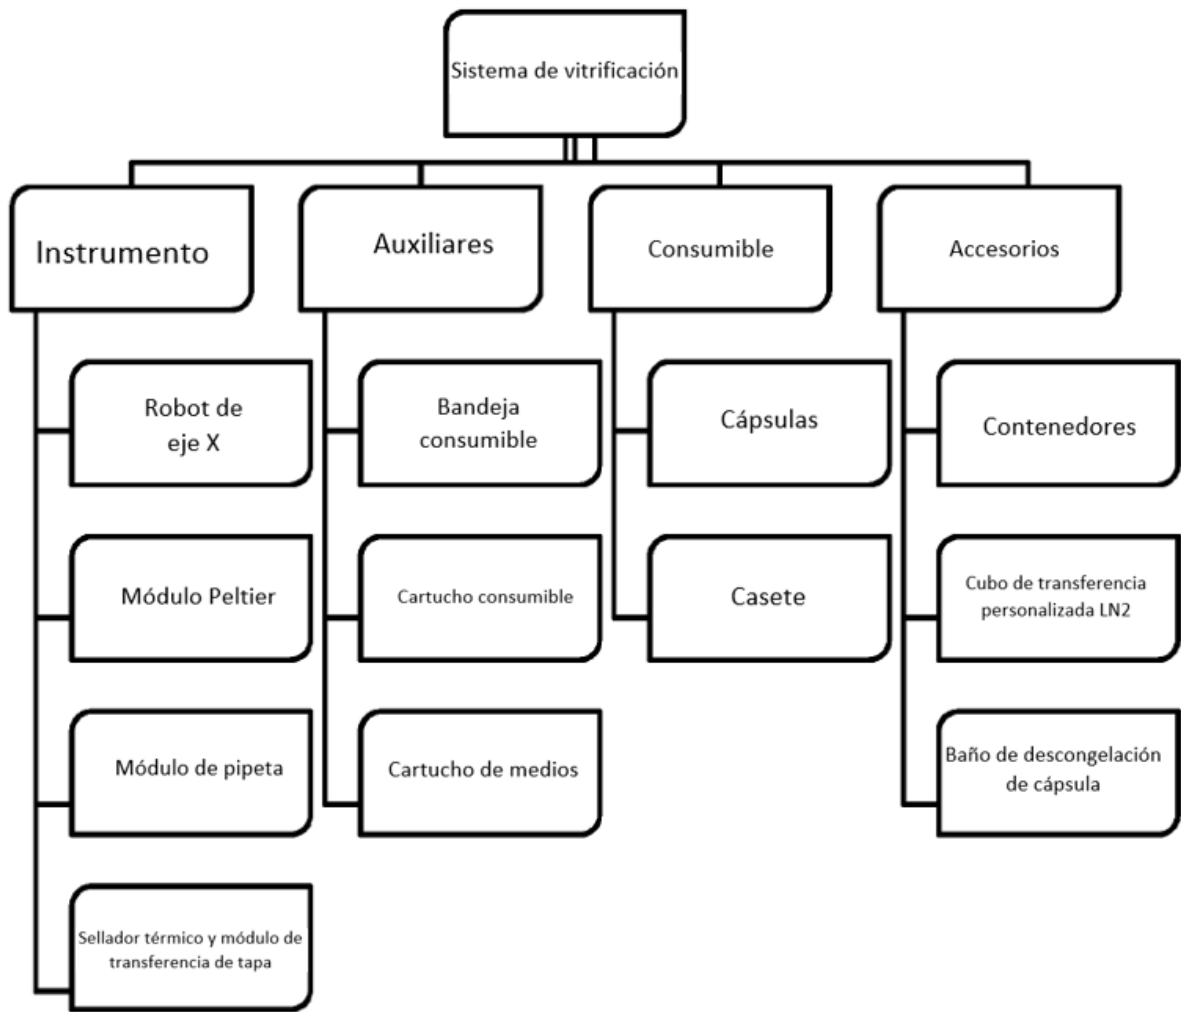 Sistema de vitrificación
Instrumento
Auxiliares
Consumible
Accesorios
Robot de
eje X
Bandeja
consumible
Cápsulas
Contenedores
Módulo Peltier
Cartucho consumible
Casete
Cubo de transferencia
personalizada LN2
Módulo de pipeta
Cartucho de medios
Baño de descongelación
de cápsula
Sellador térmico y módulo de
transferencia de tapa